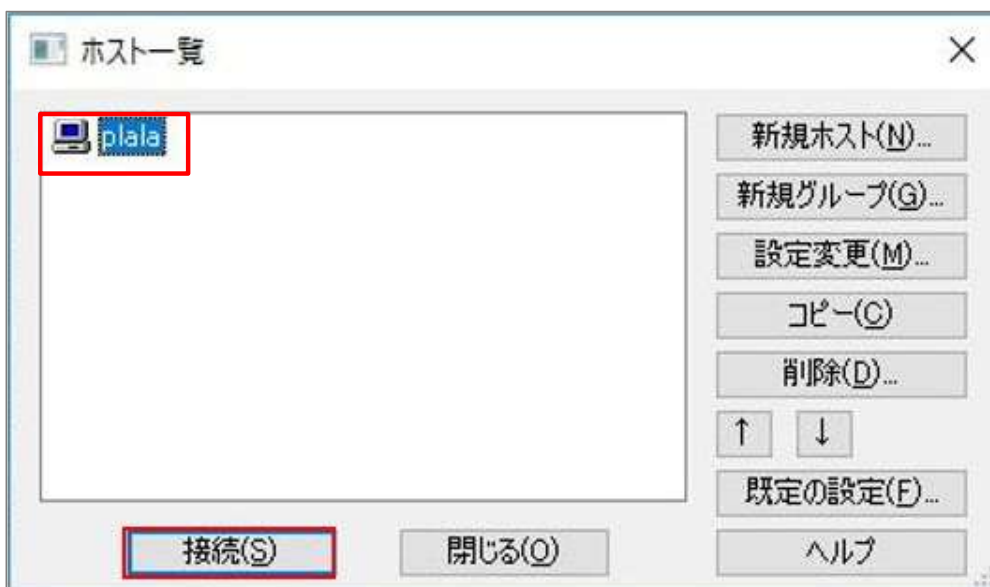 ホスト一覧
plala
新規ホスト(N)...
新規グループ(G)...
設定変更(M)...
コピー(C)
削除(D)...
↑ ↓
既定の設定(F)...
接続(S) 閉じる(O) ヘルプ